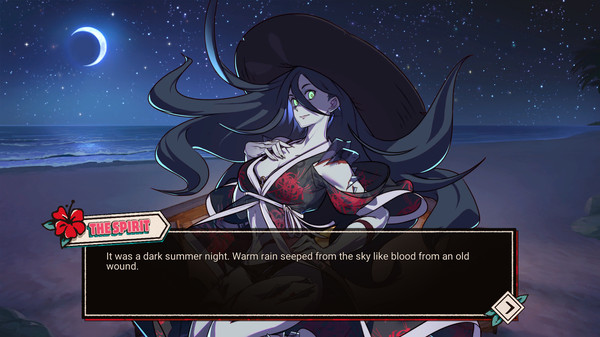 THE SPIRIT
It was a dark summer night. Warm rain seeped from the sky like blood from an old
wound.